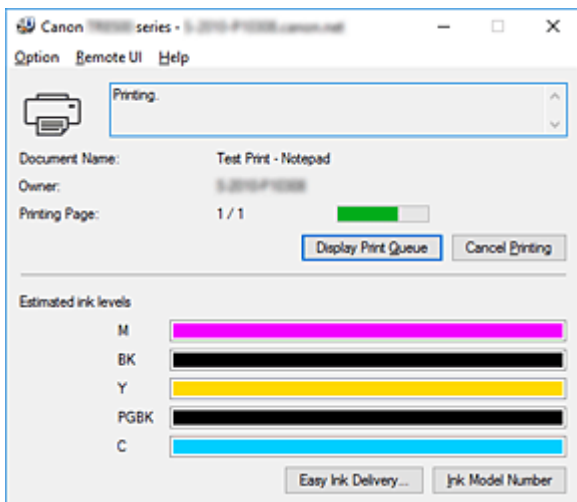 Canon series -
Option Remote UI Help
Printing.
Document Name: Test Print - Notepad
Owner:
Printing Page: 1 / 1
Display Print Queue Cancel Printing
Estimated ink levels
M
BK
Y
PGBK
C
Easy Ink Delivery... Ink Model Number